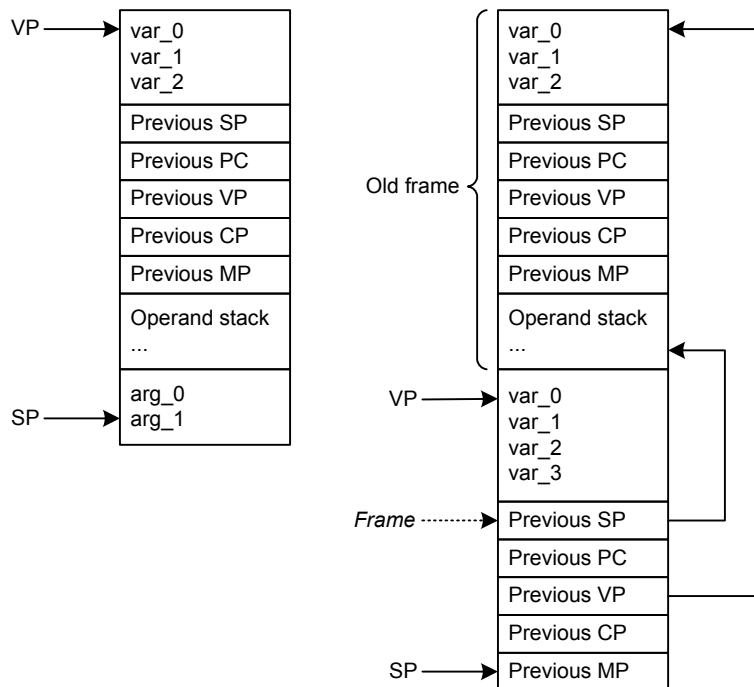 VP
var_0
var_1
var_2
Previous SP
Previous PC
Previous VP
Previous CP
Previous MP
Operand stack
...
SP
arg_0
arg_1
Old frame
var_0
var_1
var_2
Previous SP
Previous PC
Previous VP
Previous CP
Previous MP
Operand stack
...
VP
var_0
var_1
var_2
var_3
Frame
Previous SP
Previous PC
Previous VP
Previous CP
SP
Previous MP